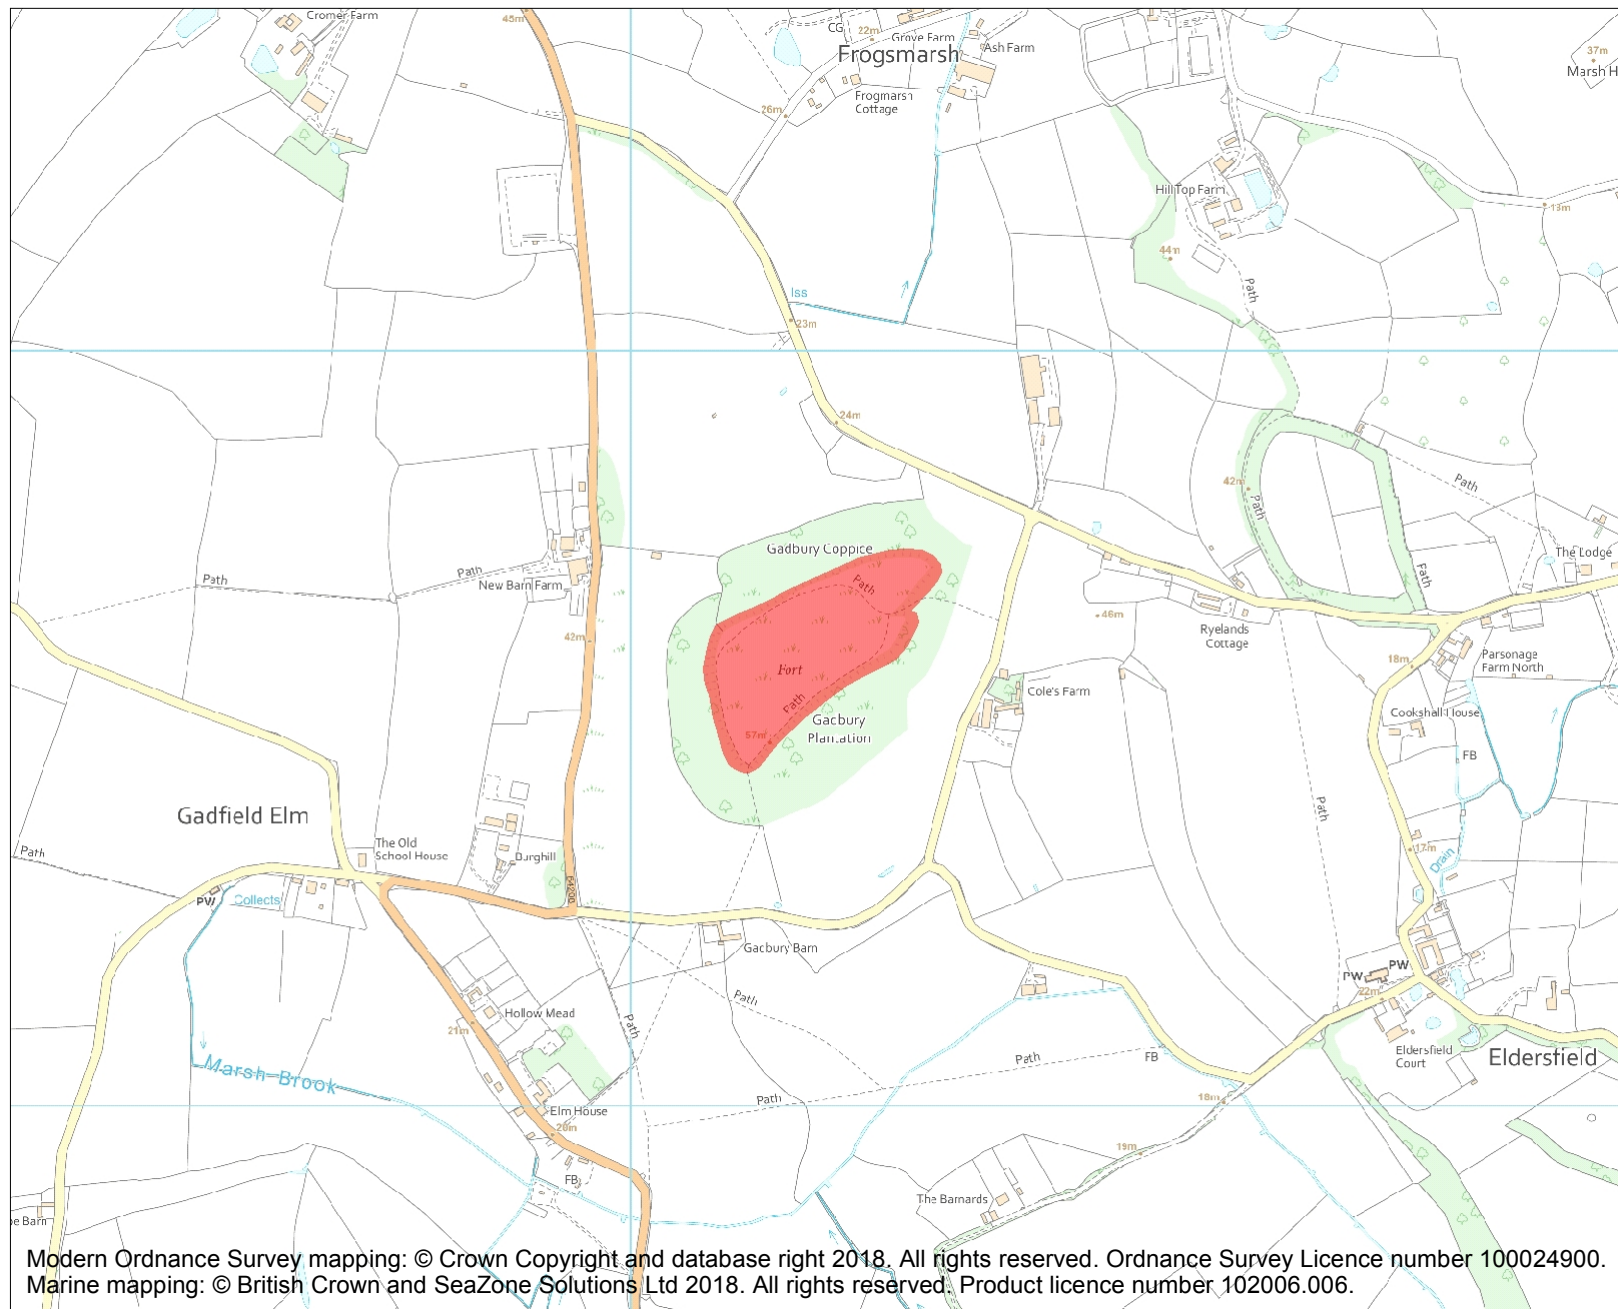 Cromer Farm
45m
CG
22m
Grove Farm
Frogsmarsh
Ash Farm
37m
Marsh H
Frogmarsh
Cottage
26m
Hill Top Farm
13m
44m
Path
Iss
23m
24m
42m
Path
Path
Gadbury Coppice
Path
The Lodge
Path
Path
New Barn Farm
Path
46m
42m
Ryelands
Cottage
Fort
18m
Parsonage
Farm North
Cole's Farm
Path
Gacbury
Plantation
57m
Cookshall House
FB
Path
Gadfield Elm
The Old
School House
Path
Durghill
17m
Drain
PW
Collects
B4208
Gacbury Barn
PW
PW
22m
Path
Hollow Mead
21m
Path
Path
FB
Eldersfield
Court
Eldersfield
Marsh Brook
Path
18m
Elm House
20m
19m
FB
The Barnards
be Barn
Modern Ordnance Survey mapping: © Crown Copyright and database right 2018. All rights reserved. Ordnance Survey Licence number 100024900.
Marine mapping: © British Crown and SeaZone Solutions Ltd 2018. All rights reserved. Product licence number 102006.006.